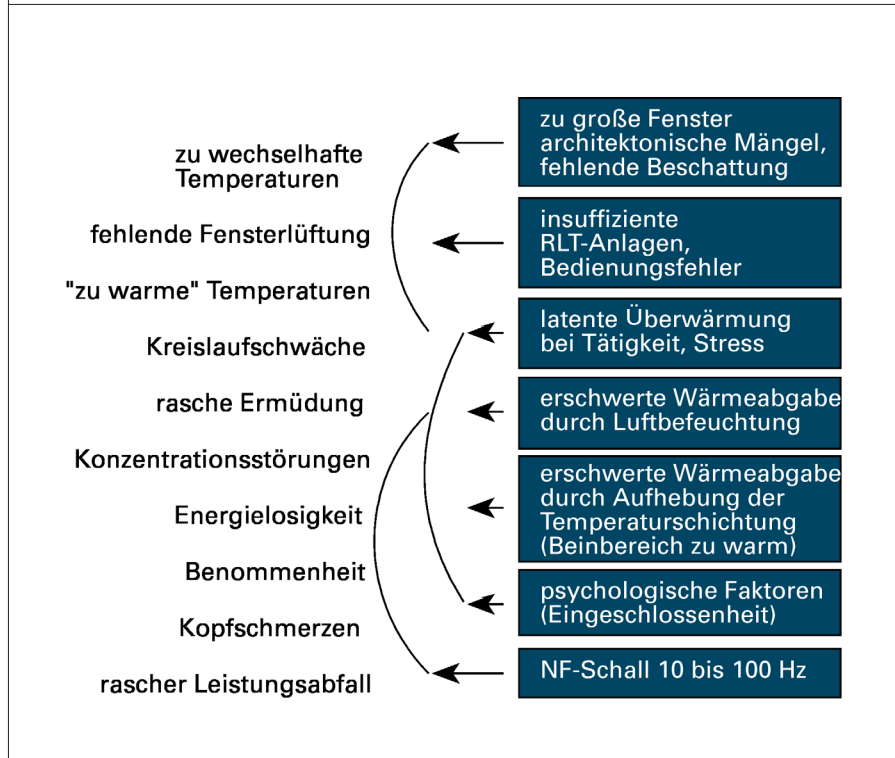 zu wechselhafte
Temperaturen
fehlende Fensterlüftung
"zu warme" Temperaturen
Kreislaufschwäche
rasche Ermüdung
Konzentrationsstörungen
Energielosigkeit
Benommenheit
Kopfschmerzen
rascher Leistungsabfall
zu große Fenster
architektonische Mängel,
fehlende Beschattung
insuffiziente
RLT-Anlagen,
Bedienungsfehler
latente Überwärmung
bei Tätigkeit, Stress
erschwerte Wärmeabgabe
durch Luftbefeuchtung
erschwerte Wärmeabgabe
durch Aufhebung der
Temperaturschichtung
(Beinbereich zu warm)
psychologische Faktoren
(Eingeschlossenheit)
NF-Schall 10 bis 100 Hz